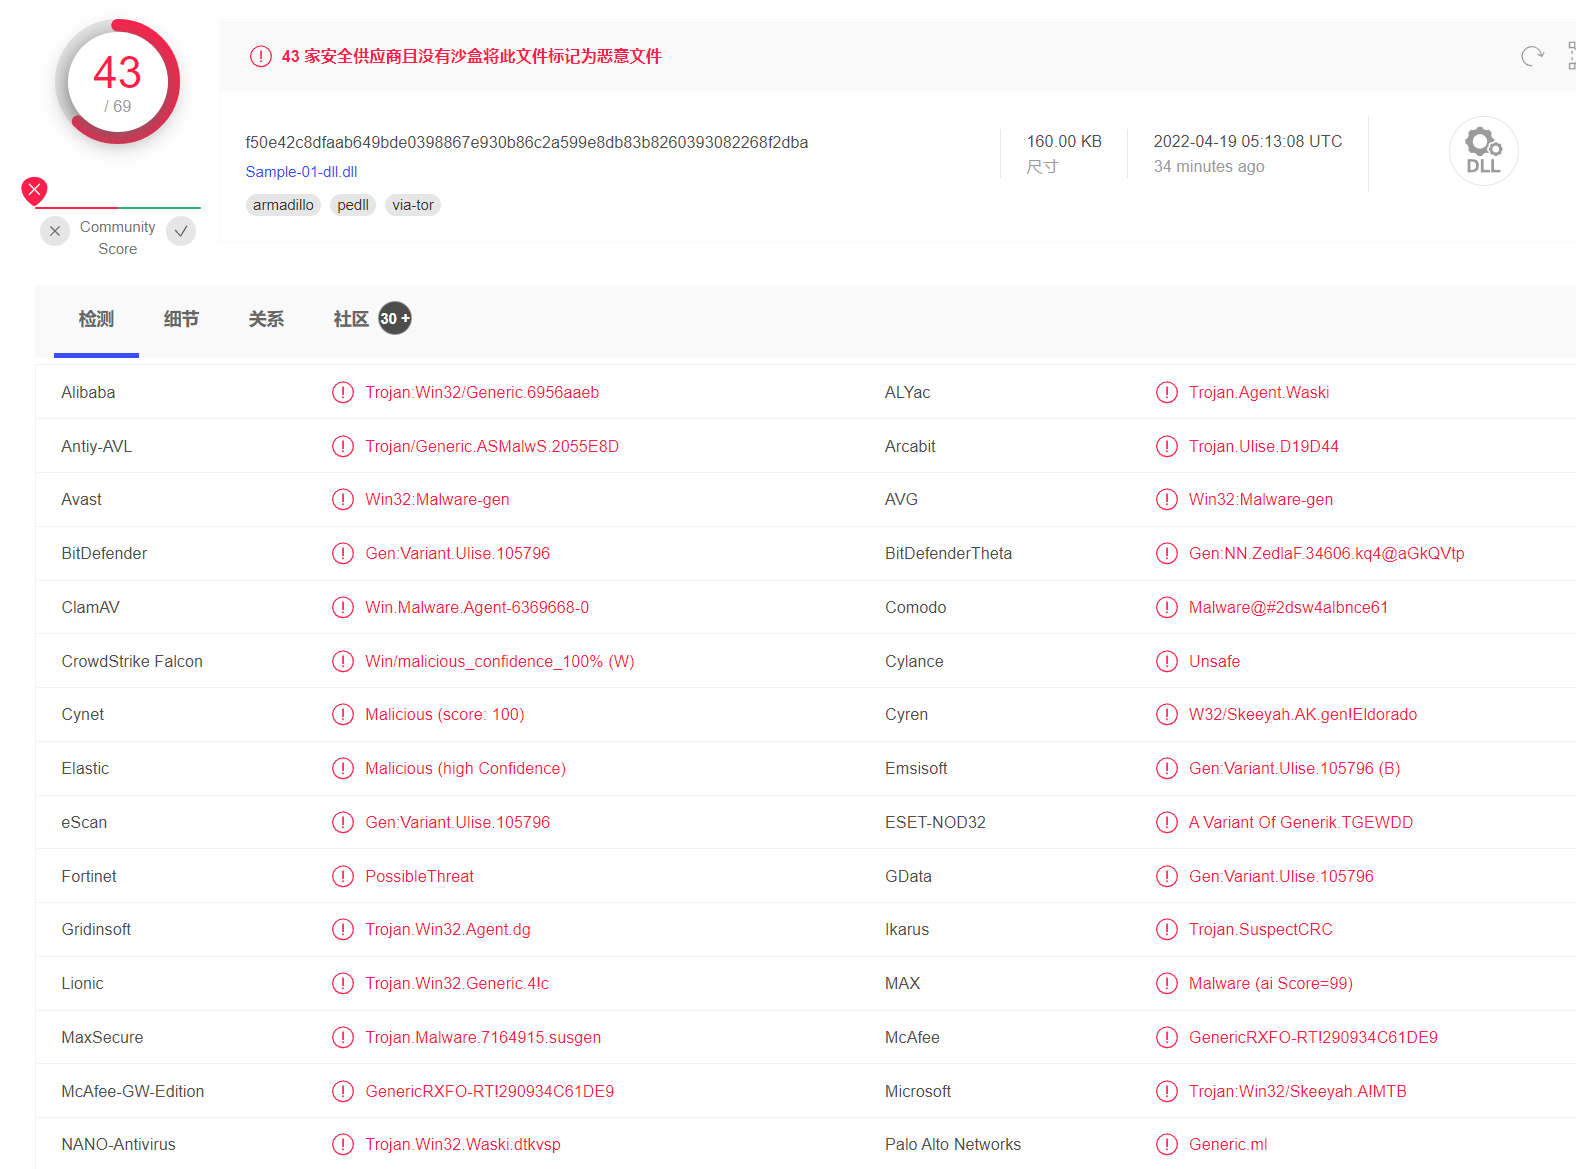 43
/ 69
43 家安全供应商且没有沙盒将此文件标记为恶意文件
f50e42c8dfaab649bde0398867e930b86c2a599e8db83b8260393082268f2dba
Sample-01-dll.dll
armadillo pedll via-tor
160.00 KB
尺寸
2022-04-19 05:13:08 UTC
34 minutes ago
DLL
Community
Score
检测 细节 关系 社区 30 +
Alibaba Trojan:Win32/Generic.6956aaeb ALYac Trojan.Agent.Waski
Antiy-AVL Trojan/Generic.ASMalwS.2055E8D Arcabit Trojan.Ulise.D19D44
Avast Win32:Malware-gen AVG Win32:Malware-gen
BitDefender Gen:Variant.Ulise.105796 BitDefenderTheta Gen:NN.ZedlaF.34606.kq4@aGkQVtp
ClamAV Win.Malware.Agent-6369668-0 Comodo Malware@#2dsw4albnce61
CrowdStrike Falcon Win/malicious_confidence_100% (W) Cylance Unsafe
Cynet Malicious (score: 100) Cyren W32/Skeeyah.AK.gen!Eldorado
Elastic Malicious (high Confidence) Emsisoft Gen:Variant.Ulise.105796 (B)
eScan Gen:Variant.Ulise.105796 ESET-NOD32 A Variant Of Generik.TGEWDD
Fortinet PossibleThreat GData Gen:Variant.Ulise.105796
Gridinsoft Trojan.Win32.Agent.dg Ikarus Trojan.SuspectCRC
Lionic Trojan.Win32.Generic.4!c MAX Malware (ai Score=99)
MaxSecure Trojan.Malware.7164915.susgen McAfee GenericRXFO-RT!290934C61DE9
McAfee-GW-Edition GenericRXFO-RT!290934C61DE9 Microsoft Trojan:Win32/Skeeyah.A!MTB
NANO-Antivirus Trojan.Win32.Waski.dtkvsp Palo Alto Networks Generic.ml